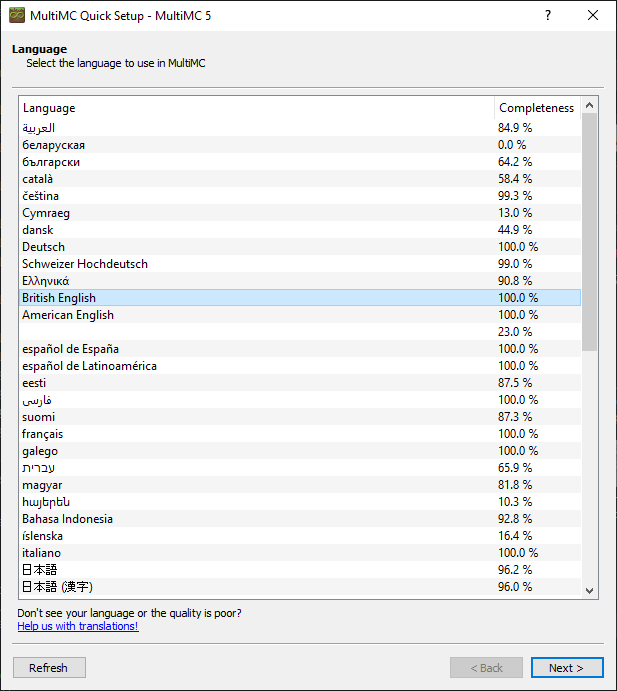 MultiMC Quick Setup - MultiMC 5
Language
Select the language to use in MultiMC
Language Completeness
العربية 84.9 %
беларуская 0.0 %
български 64.2 %
català 58.4 %
čeština 99.3 %
Cymraeg 13.0 %
dansk 44.9 %
Deutsch 100.0 %
Schweizer Hochdeutsch 99.0 %
Ελληνικά 90.8 %
British English 100.0 %
American English 100.0 %
23.0 %
español de España 100.0 %
español de Latinoamérica 100.0 %
eesti 87.5 %
فارسی 100.0 %
suomi 87.3 %
français 100.0 %
galego 100.0 %
עברית 65.9 %
magyar 81.8 %
հայերեն 10.3 %
Bahasa Indonesia 92.8 %
íslenska 16.4 %
italiano 100.0 %
日本語 96.2 %
日本語 (漢字) 96.0 %
Don't see your language or the quality is poor?
Help us with translations!
Refresh < Back Next >